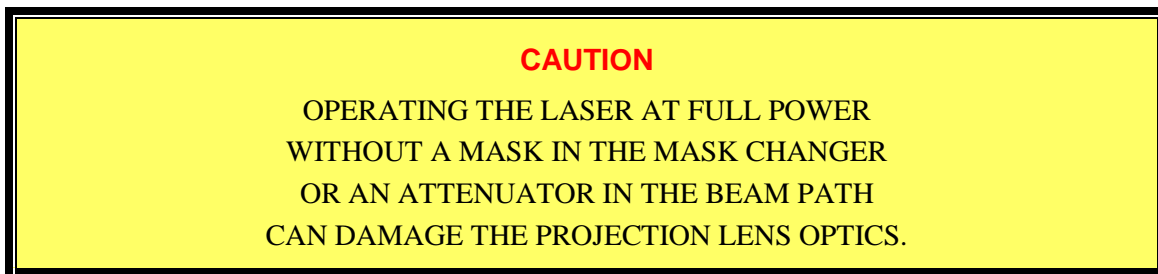 CAUTION
OPERATING THE LASER AT FULL POWER
WITHOUT A MASK IN THE MASK CHANGER
OR AN ATTENUATOR IN THE BEAM PATH
CAN DAMAGE THE PROJECTION LENS OPTICS.